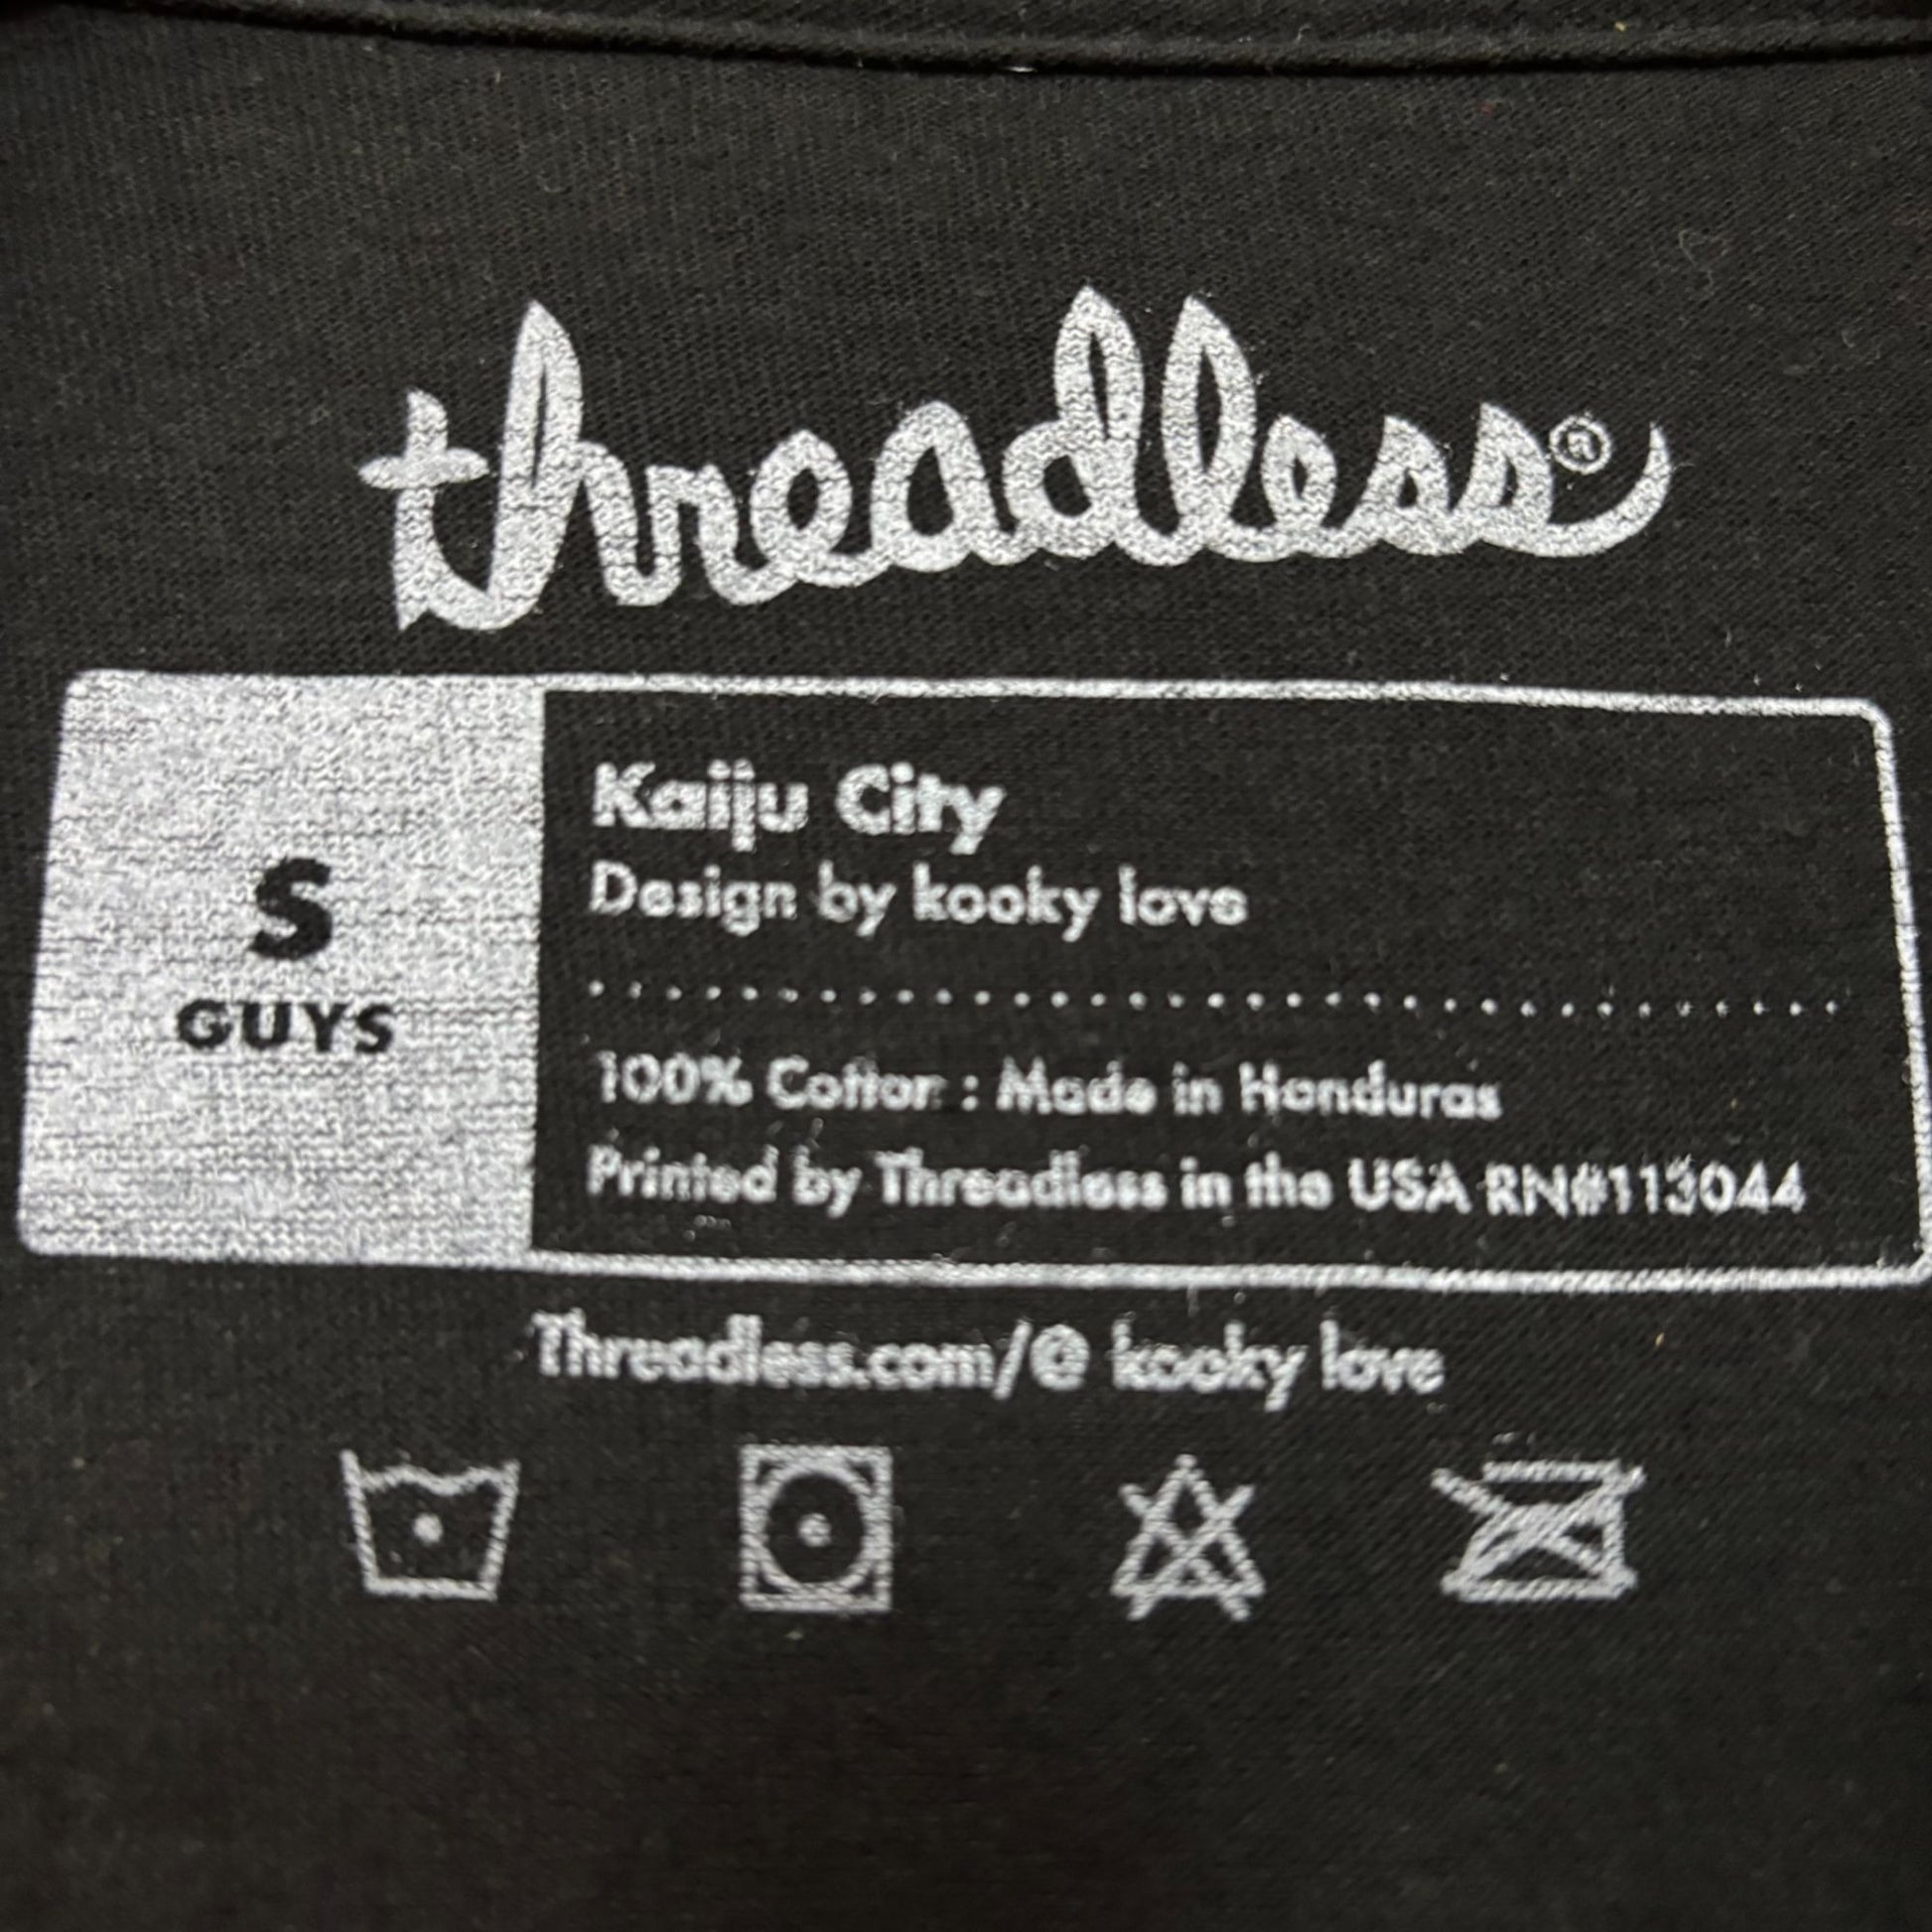 threadless®
S
GUYS
Kaiju City
Design by kooky love
100% Cotton : Made in Honduras
Printed by Threadless in the USA RN#113044
Threadless.com/@ kooky love